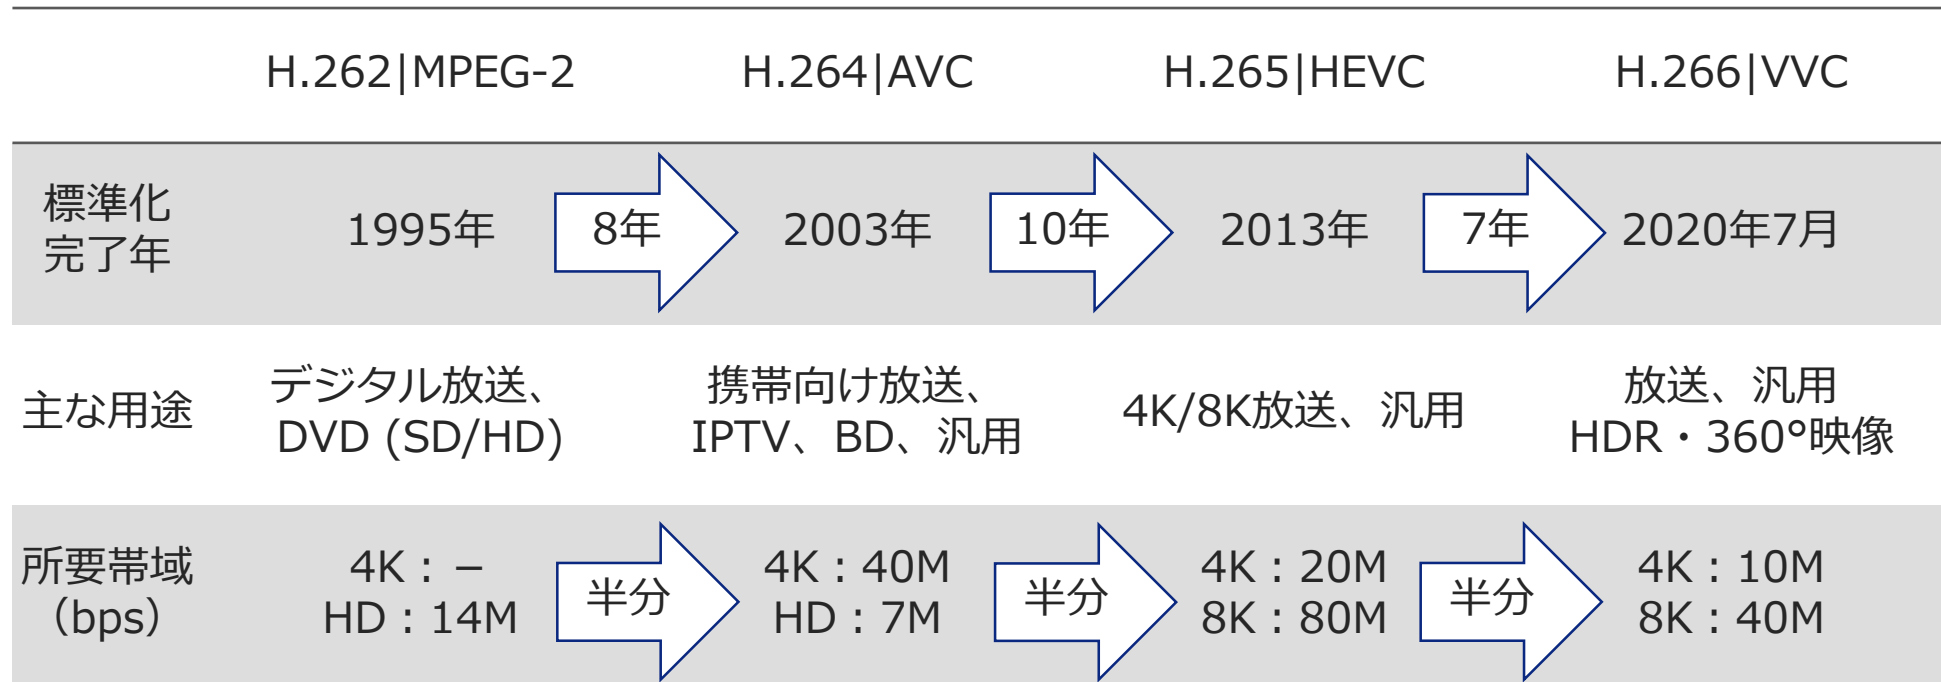 H.262|MPEG-2 H.264|AVC H.265|HEVC H.266|VVC
標準化
完了年
1995年 8年 2003年 10年 2013年 7年 2020年7月
主な用途
デジタル放送、
DVD (SD/HD)
携帯向け放送、
IPTV、BD、汎用
4K/8K放送、汎用
放送、汎用
HDR・360°映像
所要帯域
（bps）
4K：−
HD：14M
半分
4K：40M
HD：7M
半分
4K：20M
8K：80M
半分
4K：10M
8K：40M